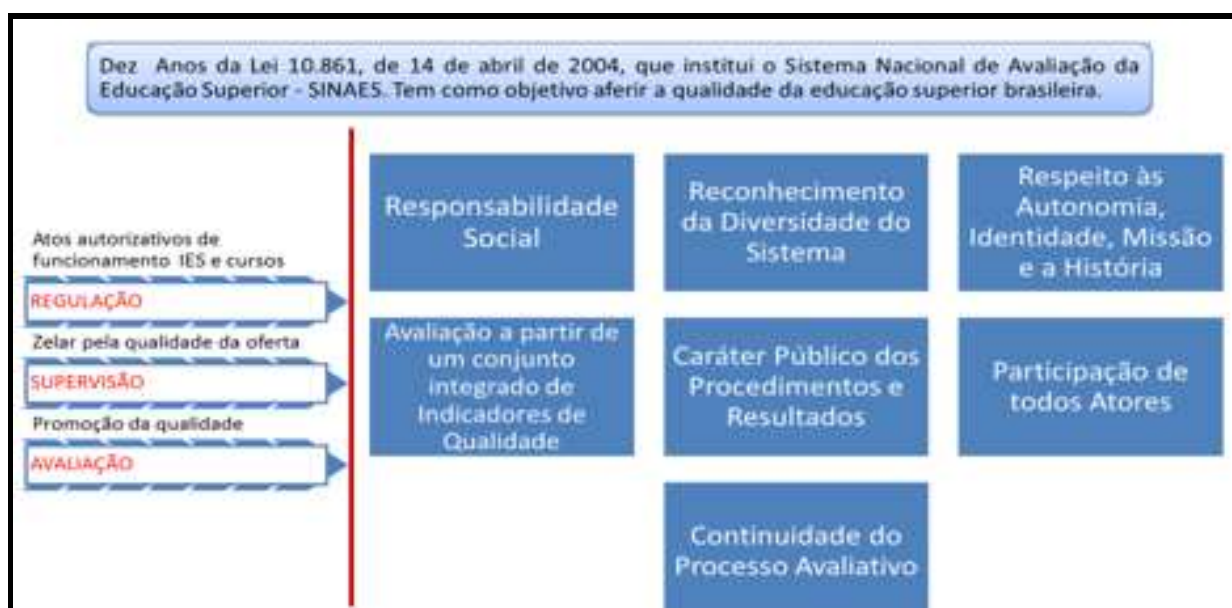 Dez Anos da Lei 10.861, de 14 de abril de 2004, que institui o Sistema Nacional de Avaliação da
Educação Superior - SINAES. Tem como objetivo aferir a qualidade da educação superior brasileira.
Atos autorizativos de
funcionamento IES e cursos
REGULAÇÃO
Zelar pela qualidade da oferta
SUPERVISÃO
Promoção da qualidade
AVALIAÇÃO
Responsabilidade
Social
Reconhecimento
da Diversidade do
Sistema
Respeito às
Autonomia,
Identidade, Missão
e a História
Avaliação a partir de
um conjunto
integrado de
Indicadores de
Qualidade
Caráter Público dos
Procedimentos e
Resultados
Participação de
todos Atores
Continuidade do
Processo Avaliativo